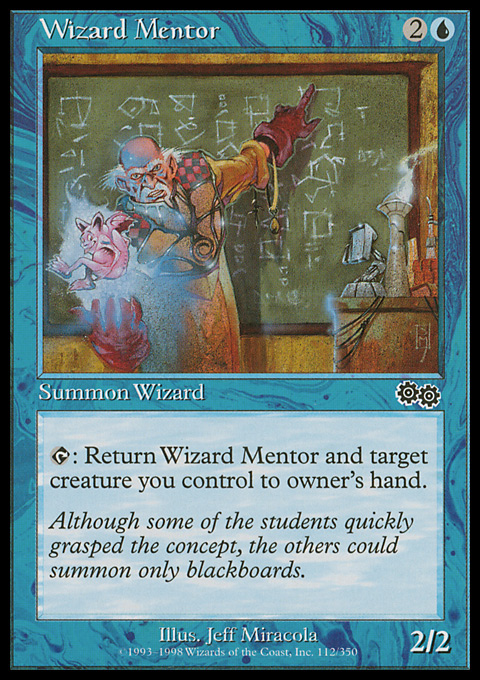 Wizard Mentor 2
Summon Wizard
: Return Wizard Mentor and target
creature you control to owner's hand.
Although some of the students quickly
grasped the concept, the others could
summon only blackboards.
Illus. Jeff Miracola
©1993-1998 Wizards of the Coast, Inc. 112/350
2/2